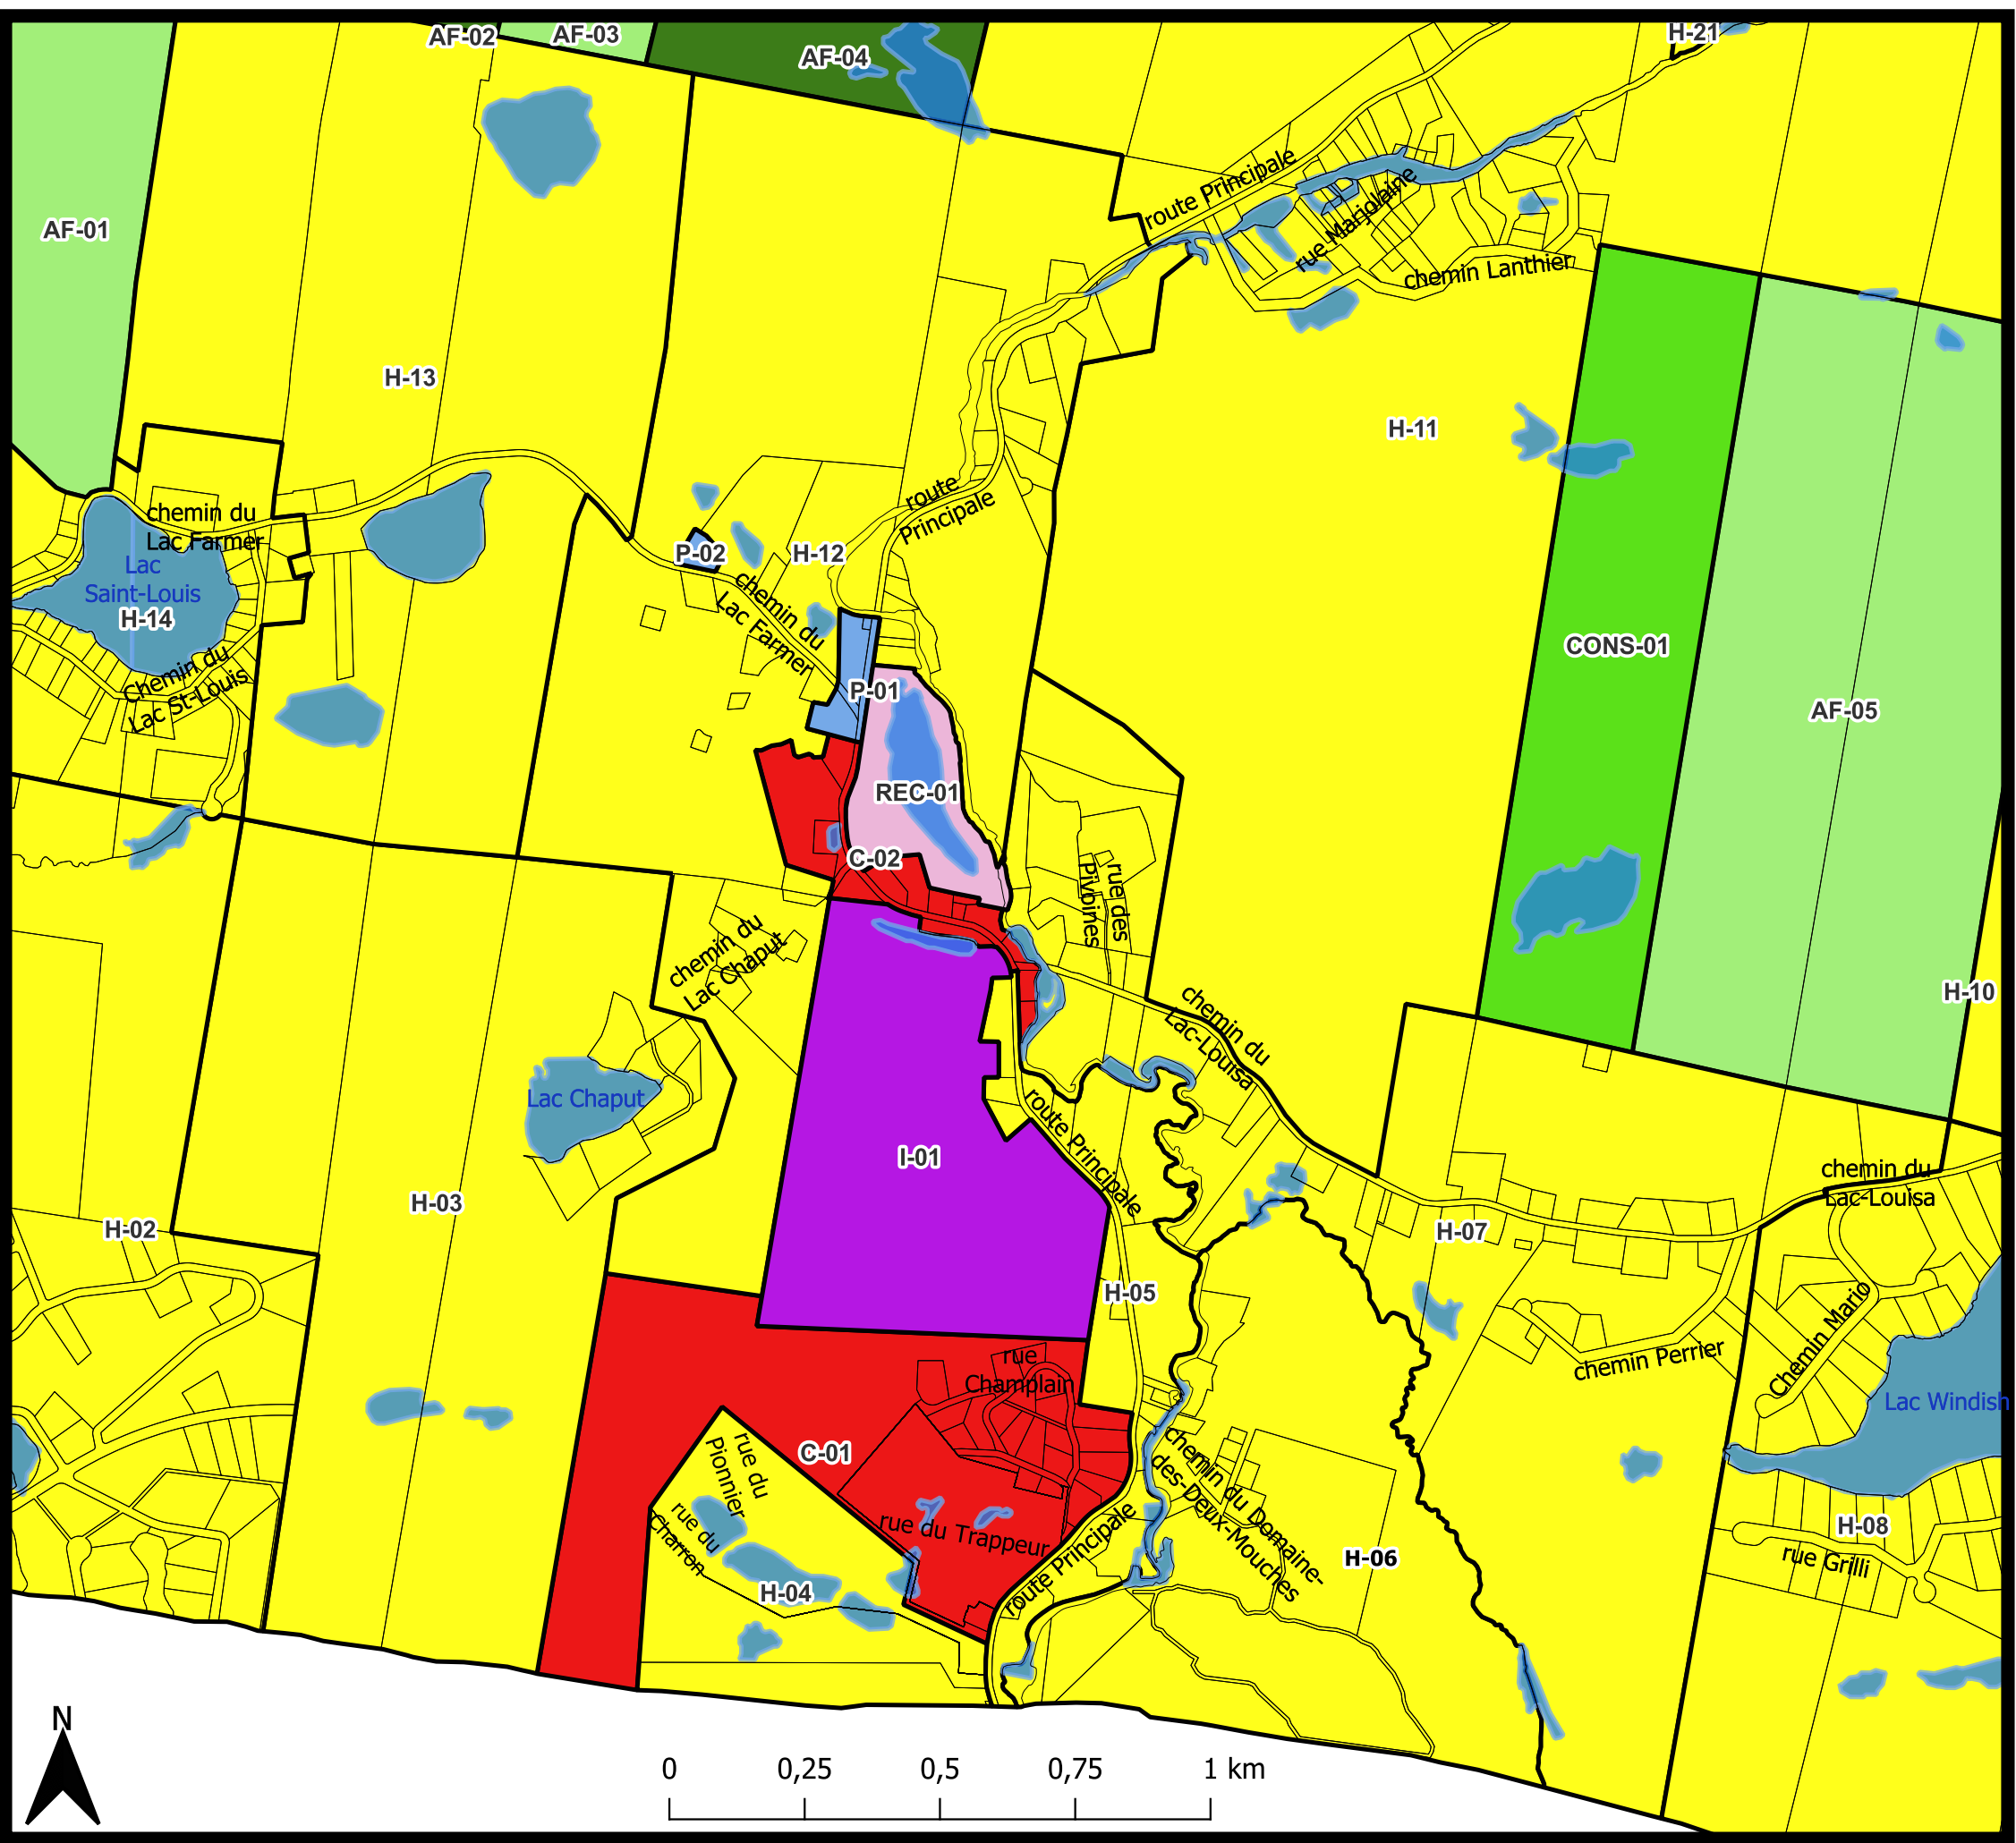 AF-02
AF-03
AF-04
H-21
AF-01
route Principale
rue Marjolaine
chemin Lanthier
H-13
H-11
route
Principale
chemin du
Lac Farmer
P-02
H-12
Lac
Saint-Louis
H-14
chemin du
Lac Farmer
CONS-01
Chemin du
Lac St-Louis
P-01
AF-05
REC-01
C-02
rue des
Pivoines
chemin du
Lac Chaput
H-10
chemin du
Lac-Louisa
Lac Chaput
route Principale
I-01
chemin du
Lac-Louisa
H-03
H-02
H-07
H-05
Chemin Mario
chemin Perrier
rue
Champlain
Lac Windish
C-01
rue du
Pionnier
chemin du Domaine-
des-Deux-Mouches
rue du
Charron
rue du Trappeur
route Principale
H-08
rue Grilli
H-06
H-04
N
0 0,25 0,5 0,75 1 km